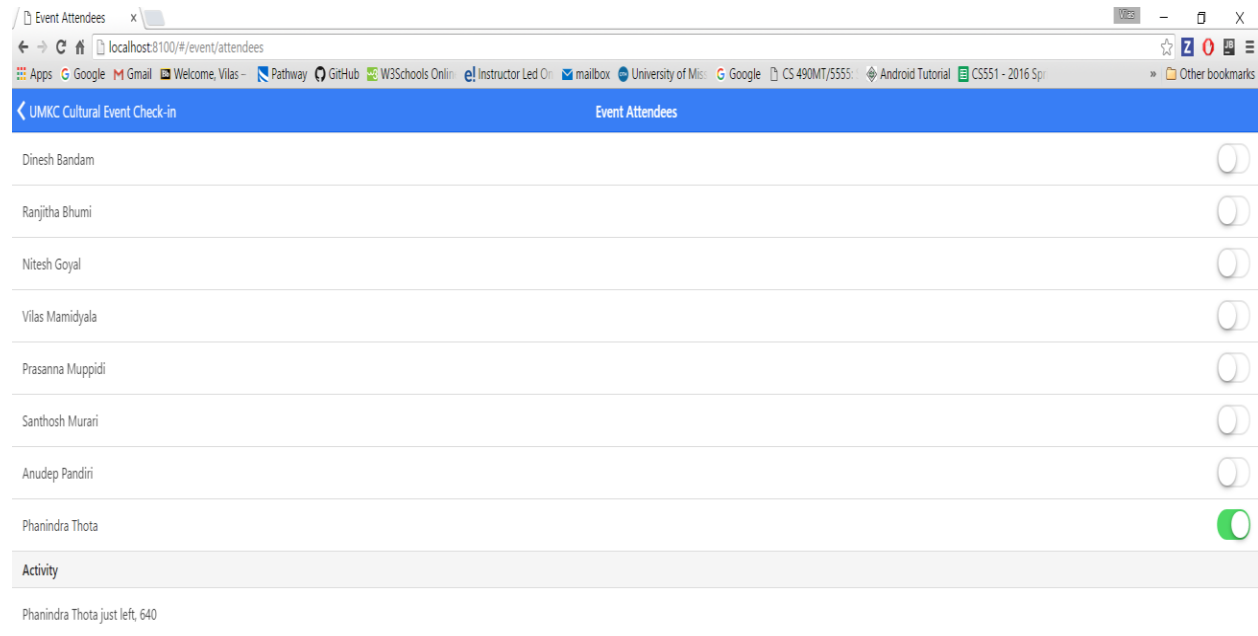 Event Attendees x
Vilas
localhost:8100/#/event/attendees
Apps Google Gmail Welcome, Vilas – Pathway GitHub W3Schools Onlin Instructor Led On mailbox University of Miss Google CS 490MT/5555: Android Tutorial CS551 - 2016 Spr » Other bookmarks
UMKC Cultural Event Check-in Event Attendees
Dinesh Bandam
Ranjitha Bhumi
Nitesh Goyal
Vilas Mamidyala
Prasanna Muppidi
Santhosh Murari
Anudep Pandiri
Phanindra Thota
Activity
Phanindra Thota just left, 640